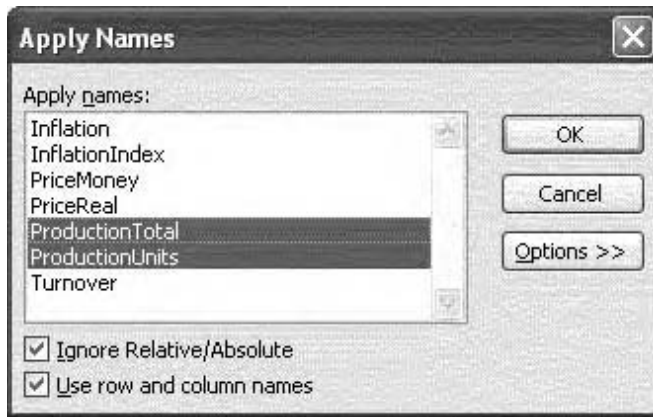 Apply Names
Apply names:
Inflation
InflationIndex
PriceMoney
PriceReal
ProductionTotal
ProductionUnits
Turnover
OK
Cancel
Options >>
Ignore Relative/Absolute
Use row and column names